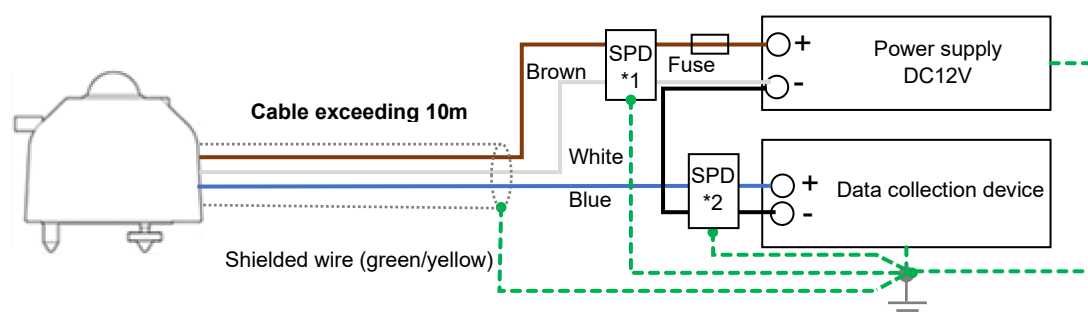 Cable exceeding 10m
Brown
White
Blue
Shielded wire (green/yellow)
SPD
*1
Fuse
+
-
Power supply
DC12V
SPD
*2
+
-
Data collection device